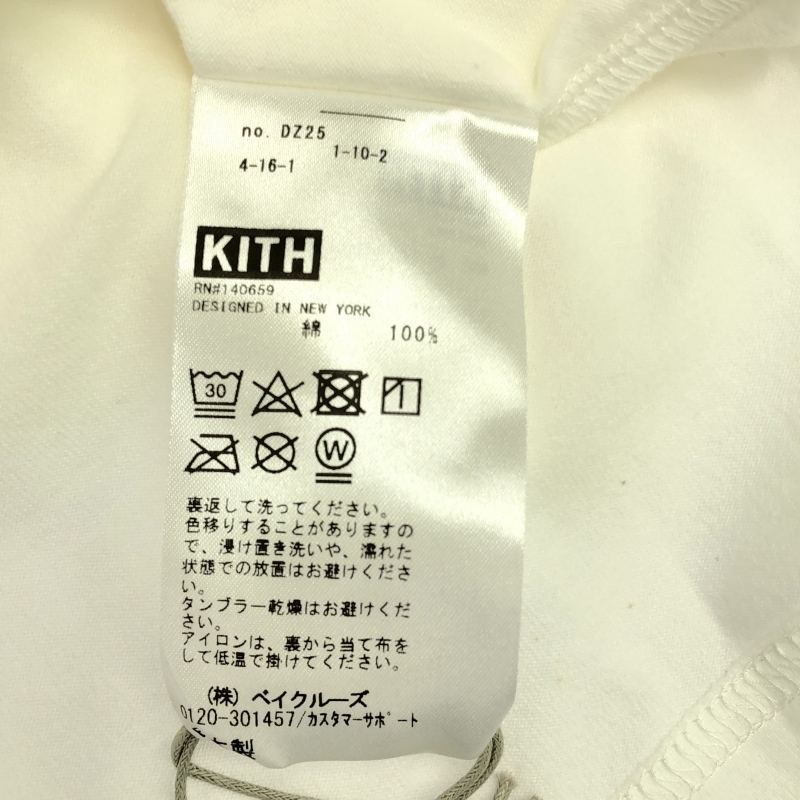 no. DZ25
4-16-1 1-10-2
KITH
RN#140659
DESIGNED IN NEW YORK
綿 100%
30
W
裏返して洗ってください。
色移りすることがありますの
で、浸け置き洗いや、濡れた
状態での放置はお避けくださ
い。
タンブラー乾燥はお避けくだ
さい。
アイロンは、裏から当て布を
して低温で掛けてください。
(株) ベイクルーズ
0120-301457/カスタマーサポート